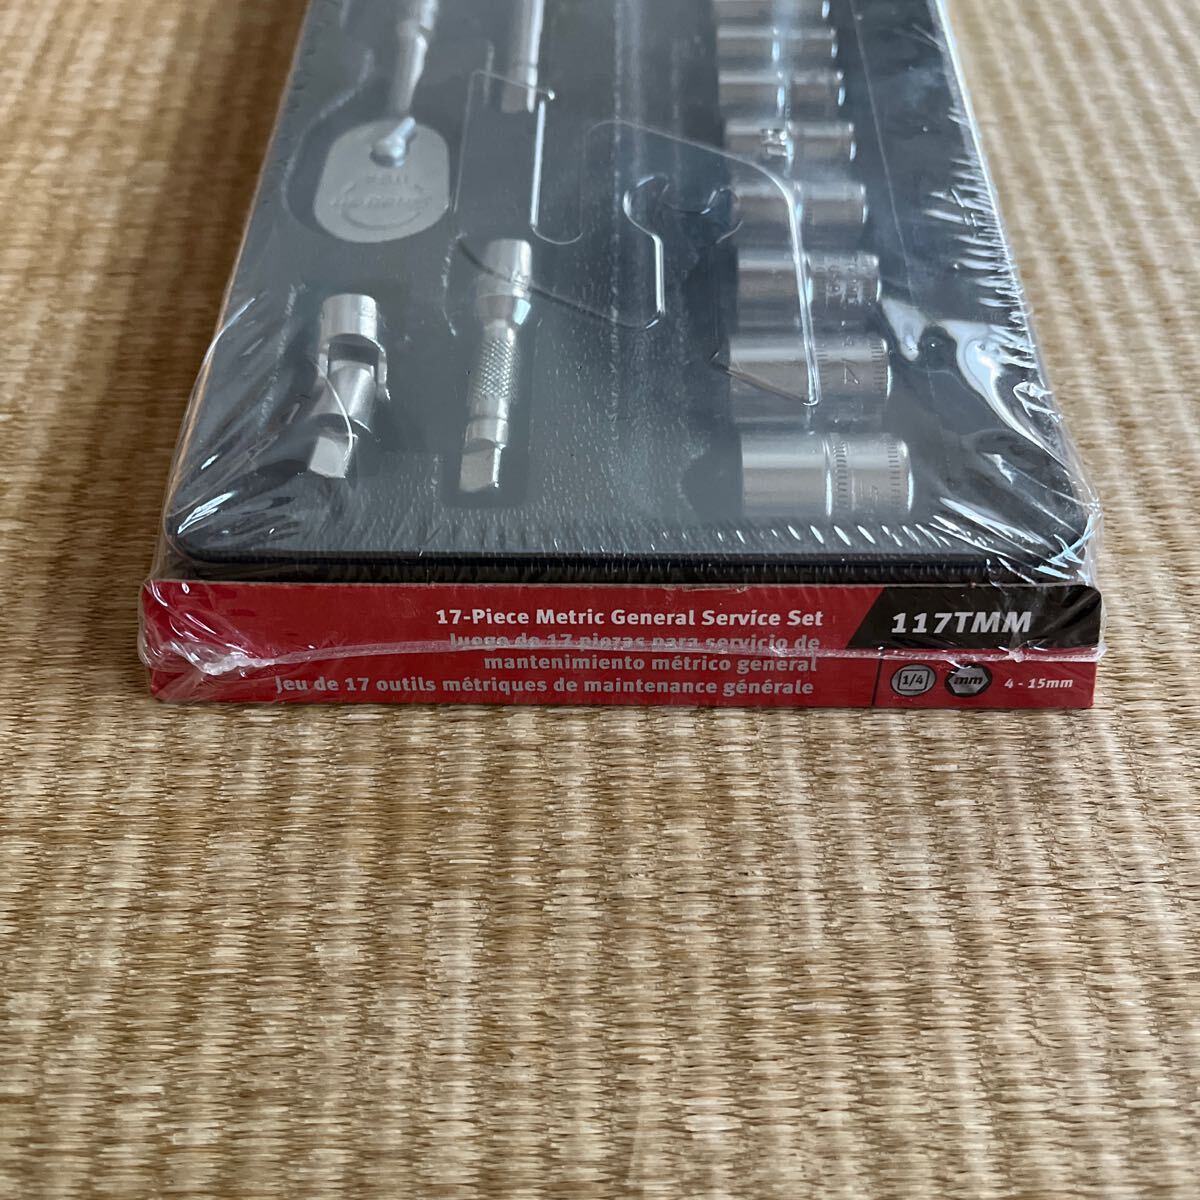 17-Piece Metric General Service Set
117TMM
Juego de 17 piezas para servicio de
mantenimiento métrico general
Jeu de 17 outils métriques de maintenance générale
1/4
mm
4 - 15mm